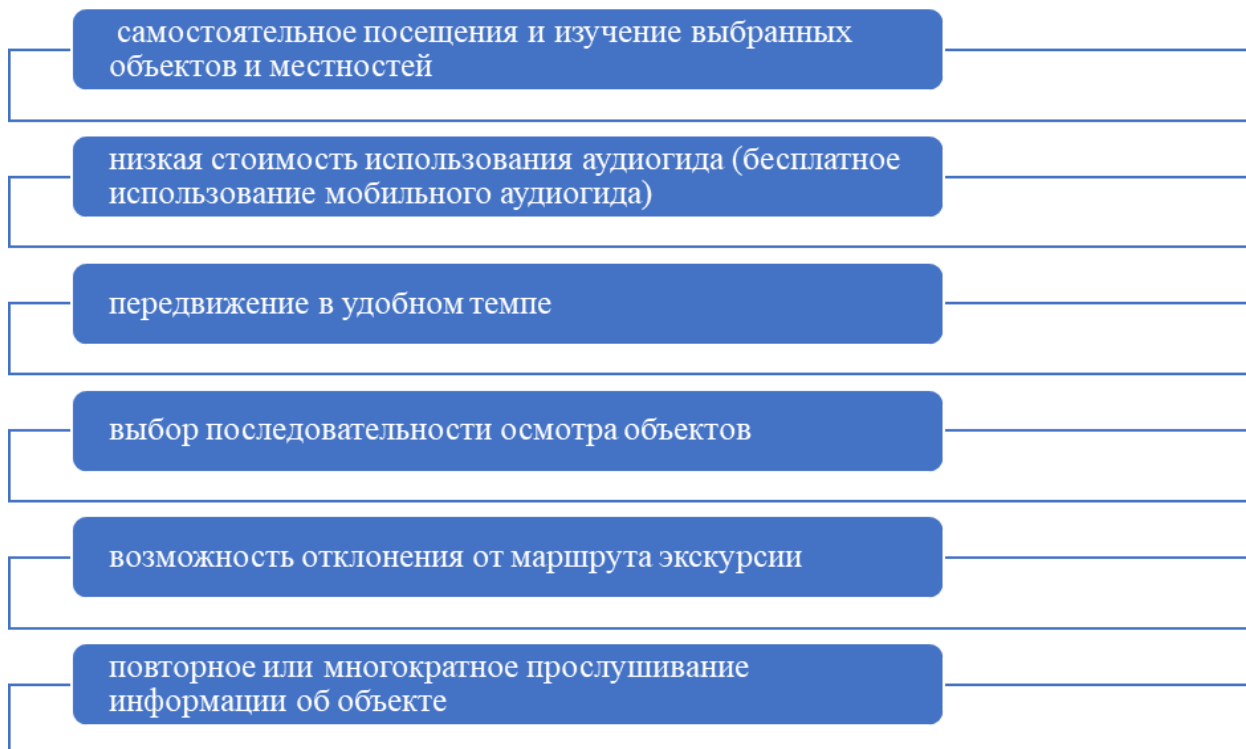 самостоятельное посещения и изучение выбранных
объектов и местностей
низкая стоимость использования аудиогида (бесплатное
использование мобильного аудиогида)
передвижение в удобном темпе
выбор последовательности осмотра объектов
возможность отклонения от маршрута экскурсии
повторное или многократное прослушивание
информации об объекте